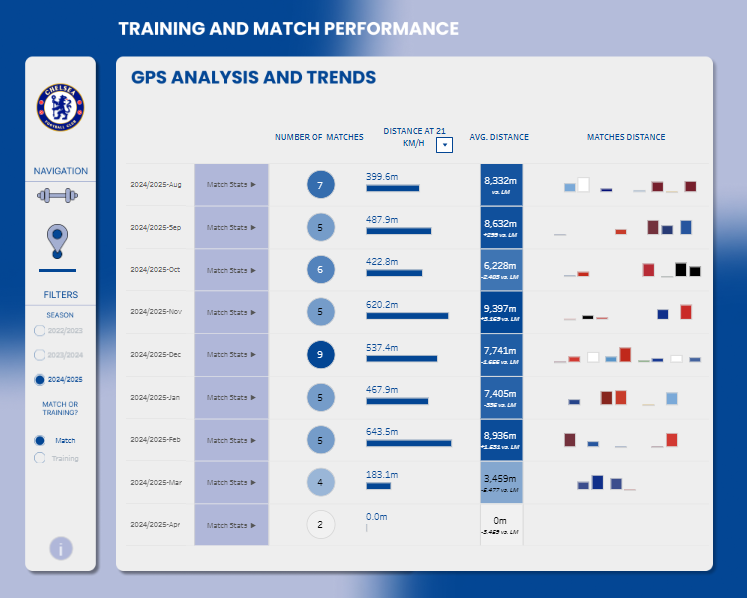 TRAINING AND MATCH PERFORMANCE
GPS ANALYSIS AND TRENDS
CHELSEA
FOOTBALL CLUB
NAVIGATION
FILTERS
SEASON
2022/2023
2023/2024
2024/2025
MATCH OR
TRAINING?
Match
Training
i
NUMBER OF MATCHES
DISTANCE AT 21
KM/H
AVG. DISTANCE
MATCHES DISTANCE
2024/2025-Aug Match Stats ▶ 7 399.6m 8,332m
vs. LM
2024/2025-Sep Match Stats ▶ 5 487.9m 8,632m
+299 vs. LM
2024/2025-Oct Match Stats ▶ 6 422.8m 6,228m
-2.403 vs. LM
2024/2025-Nov Match Stats ▶ 5 620.2m 9,397m
+3.169 vs. LM
2024/2025-Dec Match Stats ▶ 9 537.4m 7,741m
-1.656 vs. LM
2024/2025-Jan Match Stats ▶ 5 467.9m 7,405m
-336 vs. LM
2024/2025-Feb Match Stats ▶ 5 643.5m 8,936m
+1.531 vs. LM
2024/2025-Mar Match Stats ▶ 4 183.1m 3,459m
-5.477 vs. LM
2024/2025-Apr Match Stats ▶ 2 0.0m 0m
-3.459 vs. LM